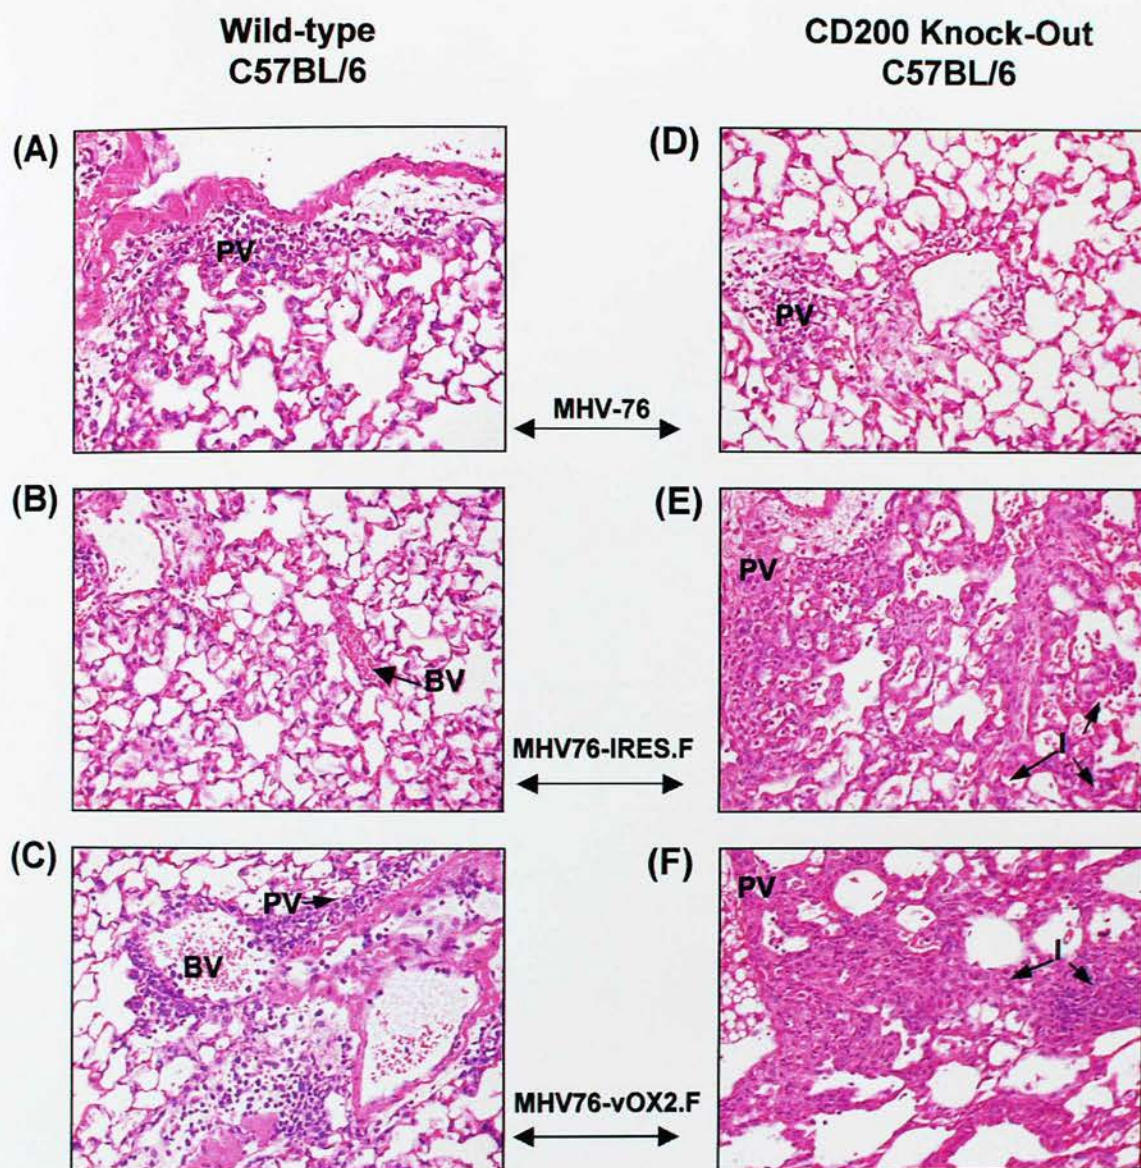 Wild-type
C57BL/6
CD200 Knock-Out
C57BL/6
(A)
PV
(D)
PV
MHV-76
(B)
BV
(E)
PV
I
MHV76-IRES.F
(C)
PV
BV
(F)
PV
I
MHV76-vOX2.F